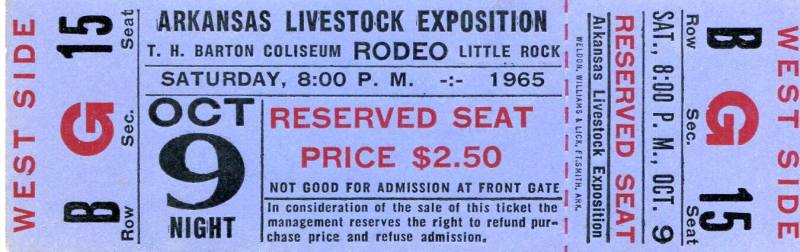 WEST SIDE
15 Seat
G Sec.
B Row
ARKANSAS LIVESTOCK EXPOSITION
T. H. BARTON COLISEUM RODEO LITTLE ROCK
SATURDAY, 8:00 P. M. -:- 1965
OCT
9
NIGHT
RESERVED SEAT
PRICE $2.50
NOT GOOD FOR ADMISSION AT FRONT GATE
In consideration of the sale of this ticket the
management reserves the right to refund pur-
chase price and refuse admission.
WELDON, WILLIAMS & LICK, FT. SMITH, ARK.
Arkansas Livestock Exposition
RESERVED SEAT
SAT., 8:00 P. M., OCT. 9
Row B
Sec. G
Seat 15
WEST SIDE